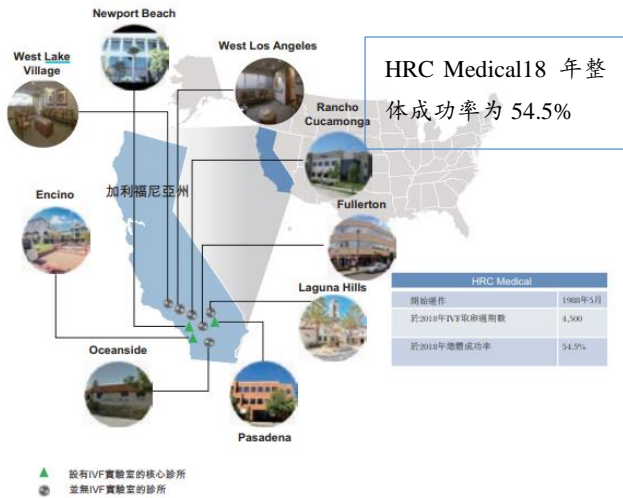 Newport Beach
West Lake
Village
West Los Angeles
HRC Medical18 年整
体成功率为 54.5%
Rancho
Cucamonga
Encino
加利福尼亞州
Fullerton
Laguna Hills
HRC Medical
開始運作 1988年5月
於2018年IVF取卵週期數 4,500
於2018年總體成功率 54.5%
Oceanside
Pasadena
設有IVF實驗室的核心診所
並無IVF實驗室的診所